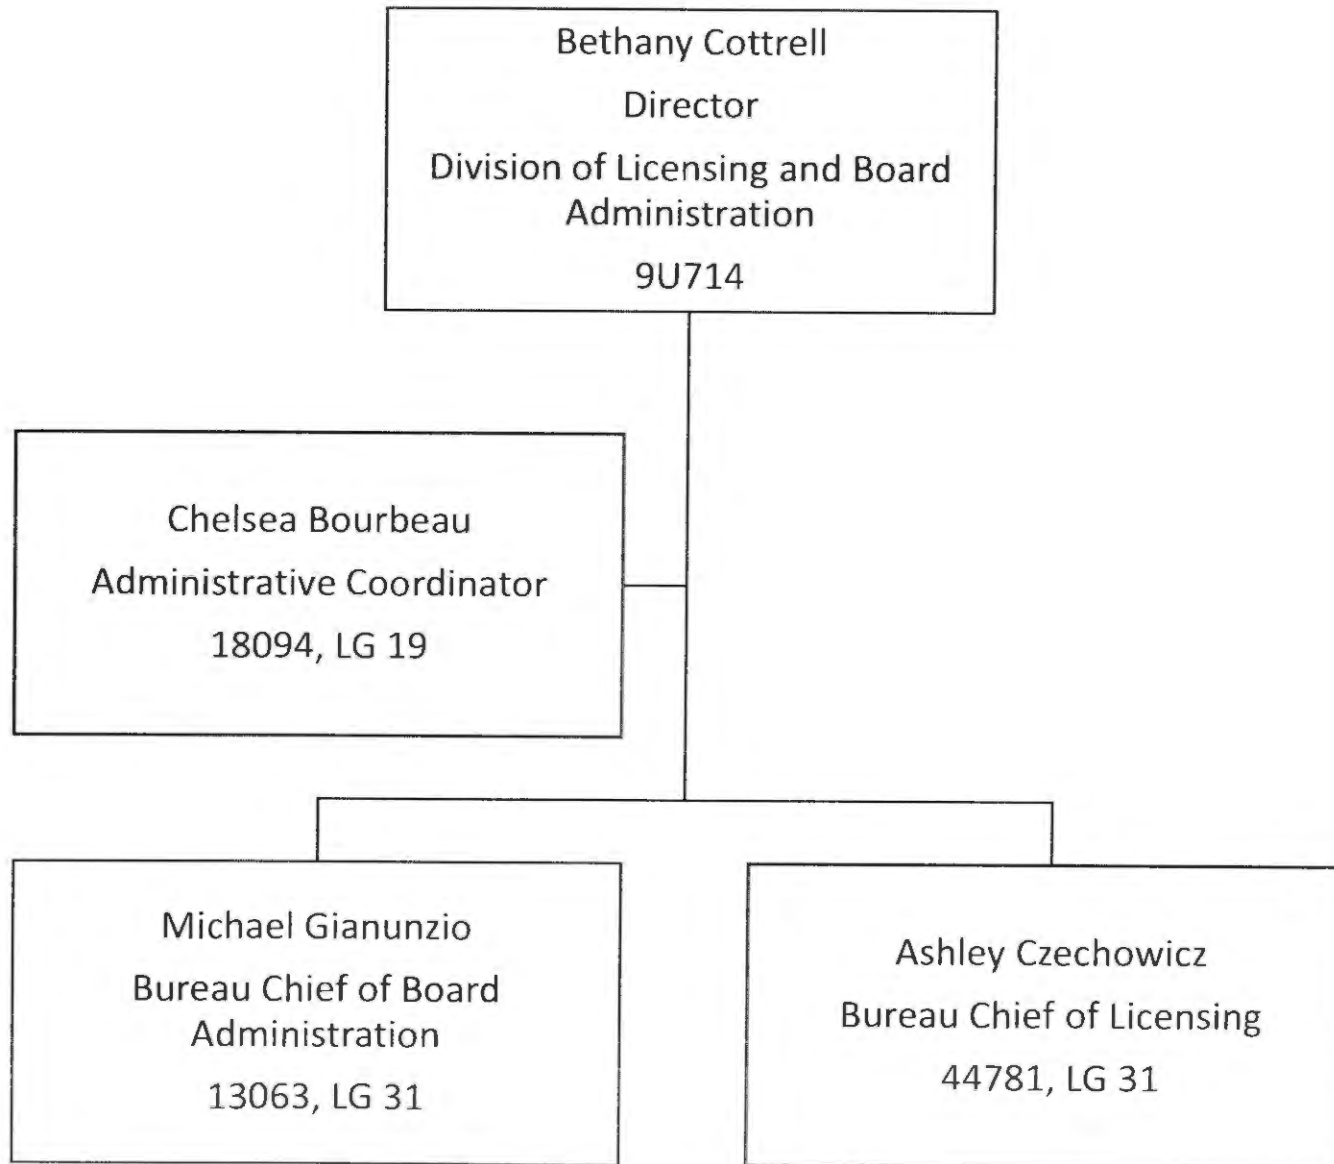 Bethany Cottrell
Director
Division of Licensing and Board
Administration
9U714
Chelsea Bourbeau
Administrative Coordinator
18094, LG 19
Michael Gianunzio
Bureau Chief of Board
Administration
13063, LG 31
Ashley Czechowicz
Bureau Chief of Licensing
44781, LG 31